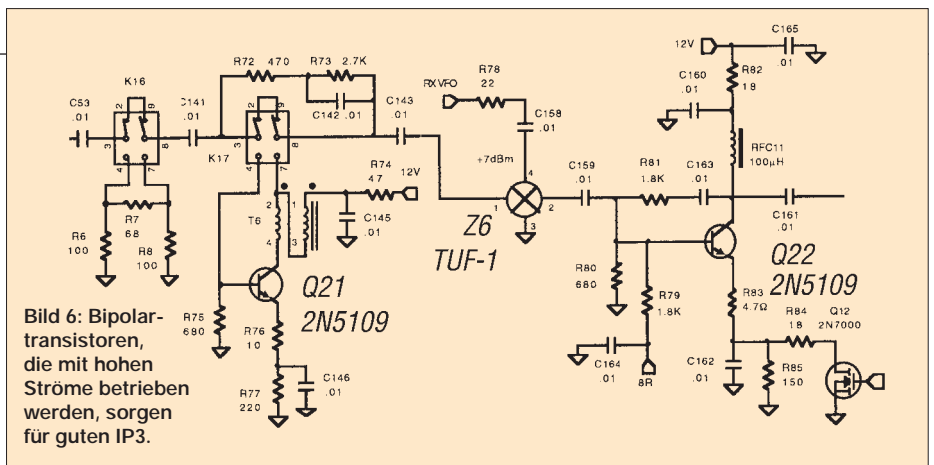 C165
12V
.01
R72 470 R73 2.7K
R78
22
RXVFO
K16
C160
.01
R82
18
C53
.01
2 9
C141
.01
2 9
C142 .01
C143
.01
C158
.01
3 8
3 8
K17
R74
47
12V
+7dBm
4
C159
.01
R81
1.8K
C163
.01
RFC11
100µH
4 7
4 7
1
2
C161
.01
R7
68
2 1
T6
C145
.01
Z6
TUF-1
3
R6
100
R8
100
4 3
Q22
2N5109
R80
680
Q21
2N5109
R79
1.8K
R83
4.7Ω
Bild 6: Bipolar-
transistoren,
die mit hohen
Ströme betrieben
werden, sorgen
für guten IP3.
R75
680
R76
10
R84
18
Q12
2N7000
C164
.01
C162
.01
R85
150
R77
220
C146
.01
8R